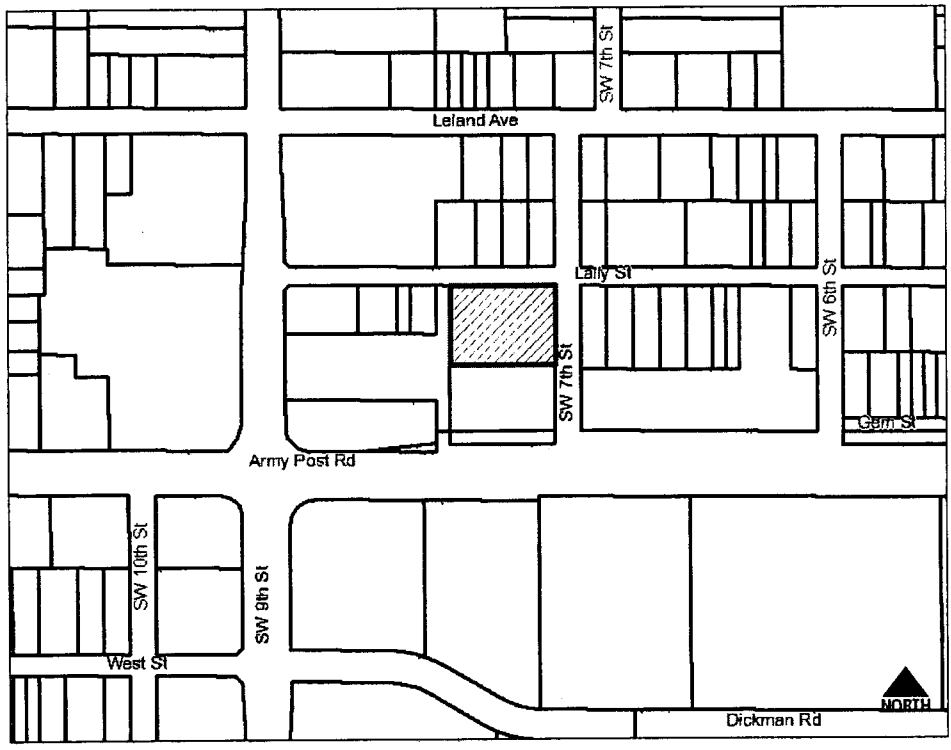 SW 7th St
Leland Ave
Lally St
SW 6th St
SW 7th St
Gem St
Army Post Rd
SW 10th St
SW 9th St
West St
NORTH
Dickman Rd